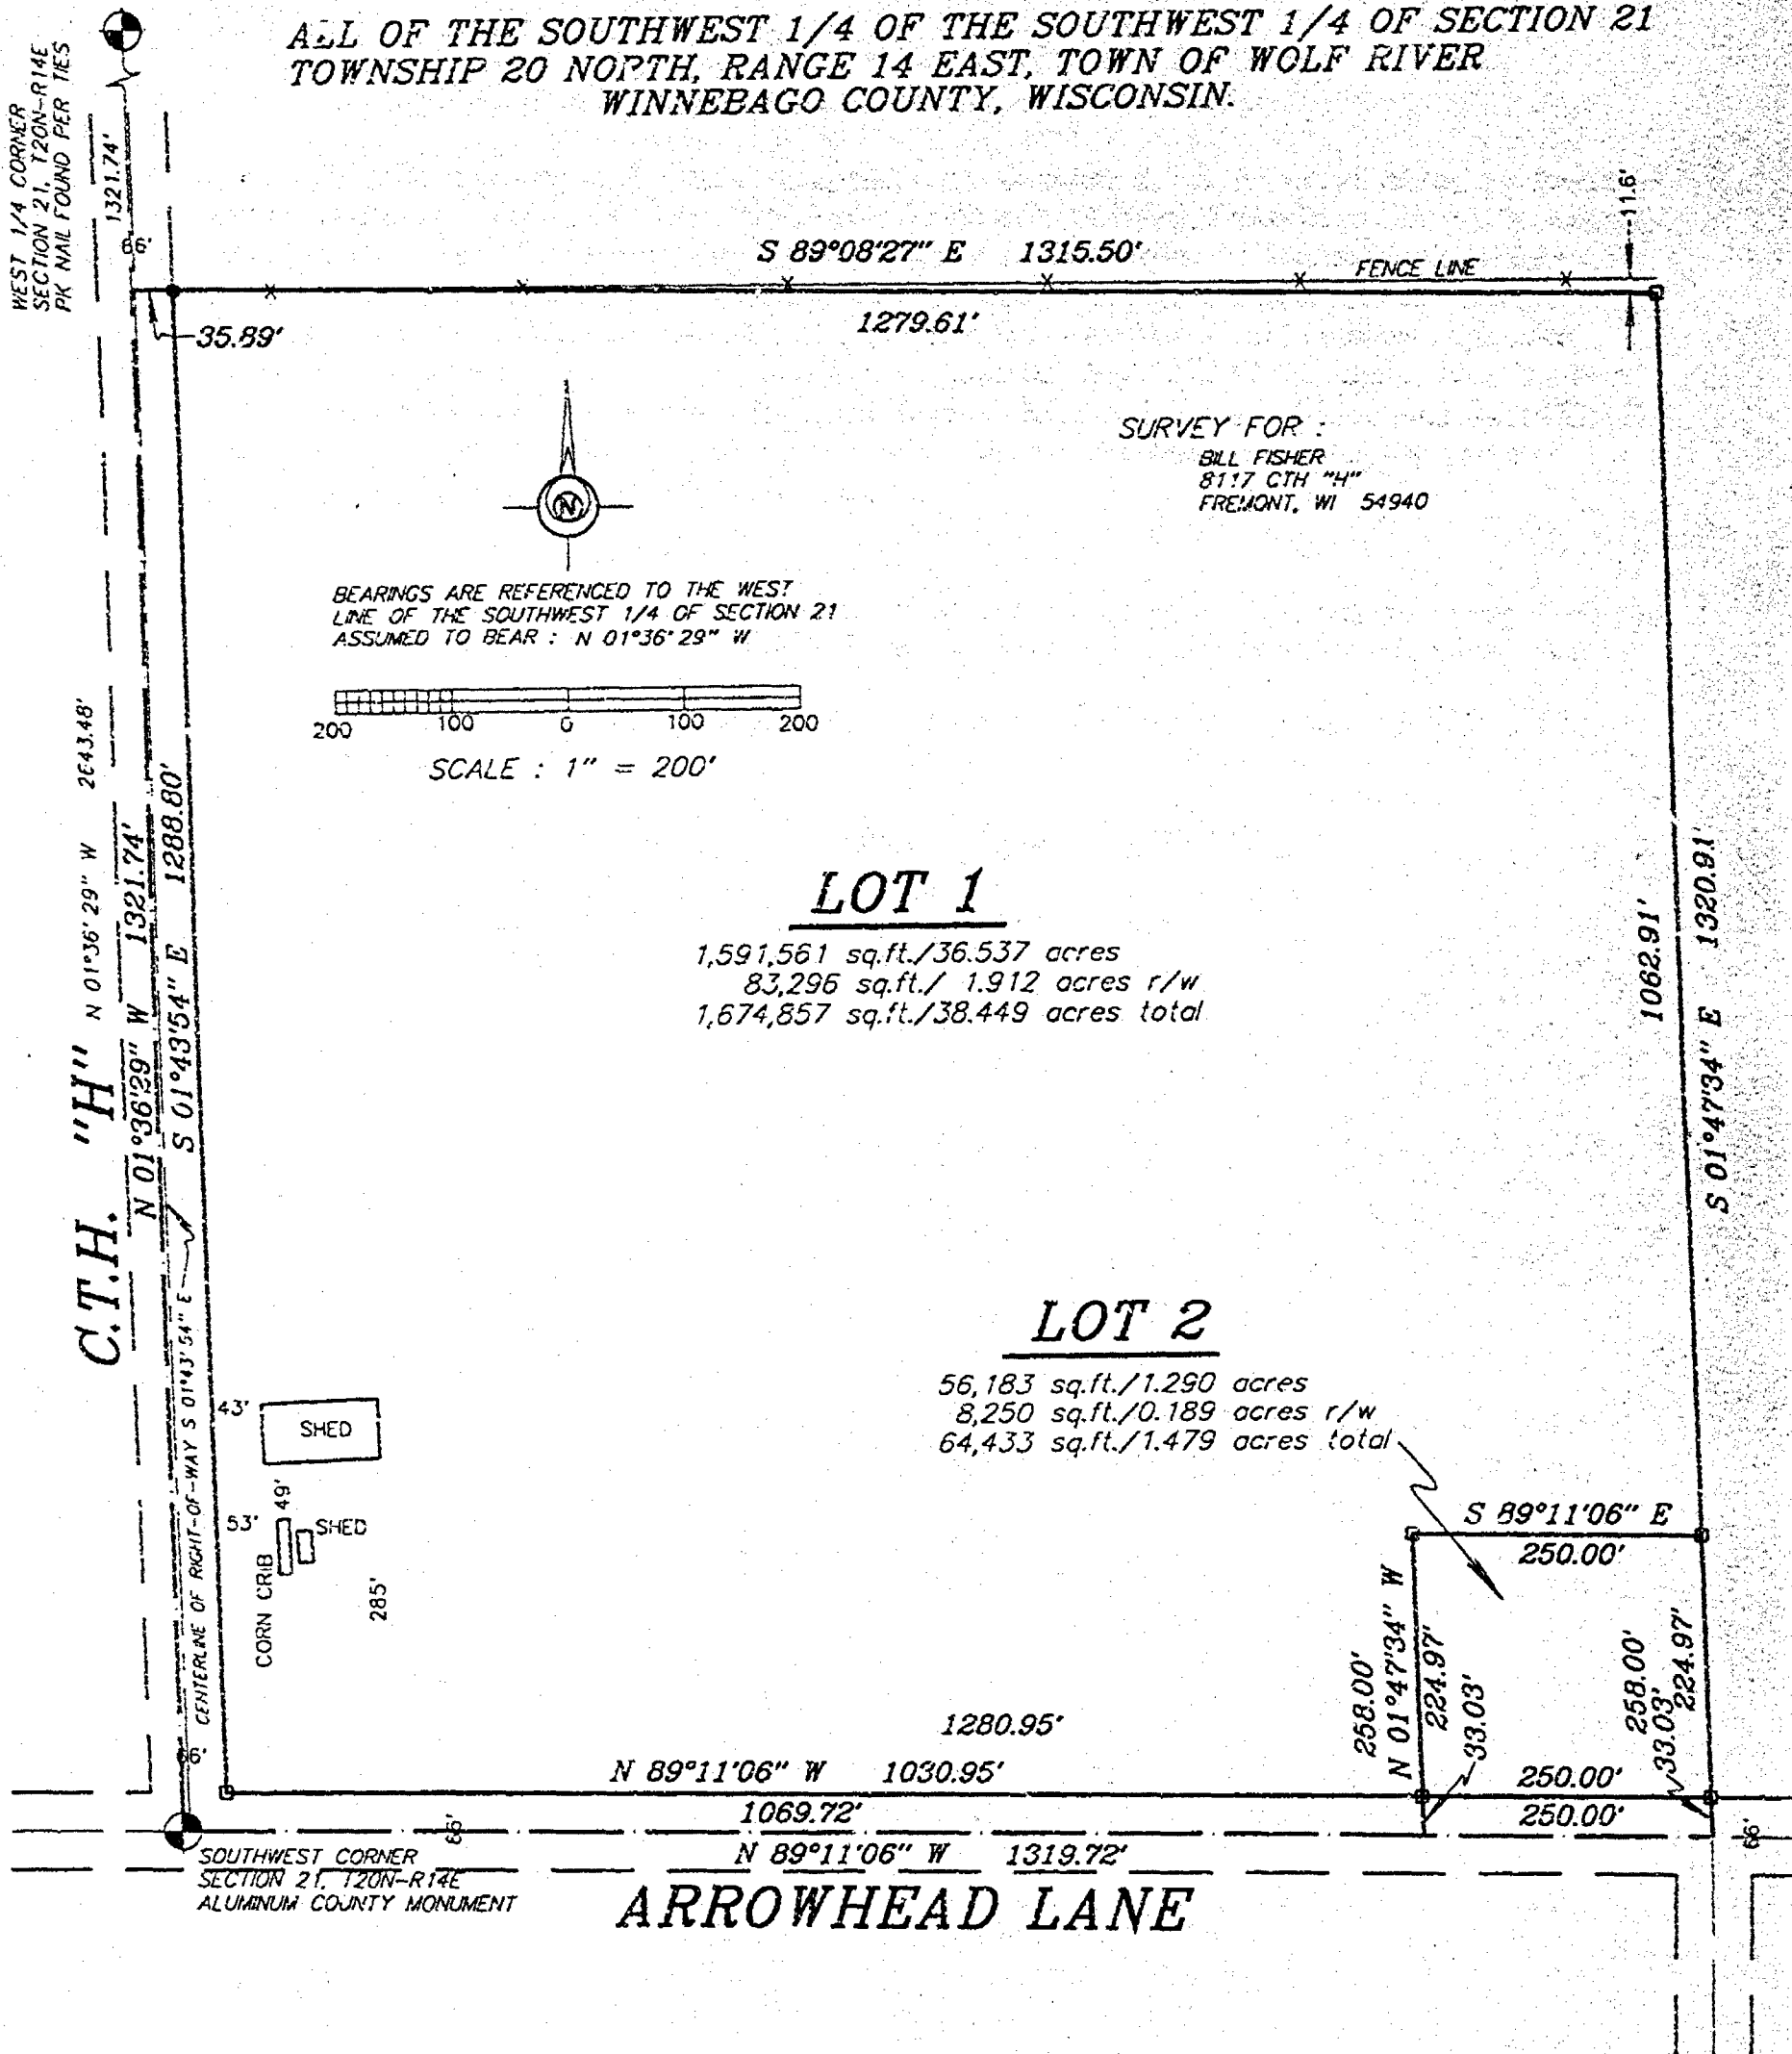 ALL OF THE SOUTHWEST 1/4 OF THE SOUTHWEST 1/4 OF SECTION 21
TOWNSHIP 20 NORTH, RANGE 14 EAST, TOWN OF WOLF RIVER
WINNEBAGO COUNTY, WISCONSIN.
WEST 1/4 CORNER
SECTION 21, T20N-R14E
PK NAIL FOUND PER TIES
1321.74'
66'
S 89°08'27" E 1315.50'
FENCE LINE
11.6'
35.89'
1279.61'
SURVEY FOR :
BILL FISHER
8117 CTH "H"
FREMONT, WI 54940
N
BEARINGS ARE REFERENCED TO THE WEST
LINE OF THE SOUTHWEST 1/4 OF SECTION 21
ASSUMED TO BEAR : N 01°36'29" W
200 100 0 100 200
SCALE : 1" = 200'
C.T.H. "H"
N 01°36'29" W 2643.48'
N 01°36'29" W 1321.74'
S 01°43'54" E 1288.80'
CENTERLINE OF RIGHT-OF-WAY S 01°43'54" E
LOT 1
1,591,561 sq.ft./36.537 acres
83,296 sq.ft./ 1.912 acres r/w
1,674,857 sq.ft./38.449 acres total
1062.91'
S 01°47'34" E 1320.91'
LOT 2
56,183 sq.ft./1.290 acres
8,250 sq.ft./0.189 acres r/w
64,433 sq.ft./1.479 acres total
43'
SHED
49'
53'
SHED
CORN CRIB
285'
S 89°11'06" E
250.00'
258.00'
N 01°47'34" W
224.97'
33.03'
258.00'
33.03'
224.97'
1280.95'
66'
N 89°11'06" W 1030.95'
250.00'
1069.72'
250.00'
66'
66'
N 89°11'06" W 1319.72'
SOUTHWEST CORNER
SECTION 21, T20N-R14E
ALUMINUM COUNTY MONUMENT
ARROWHEAD LANE